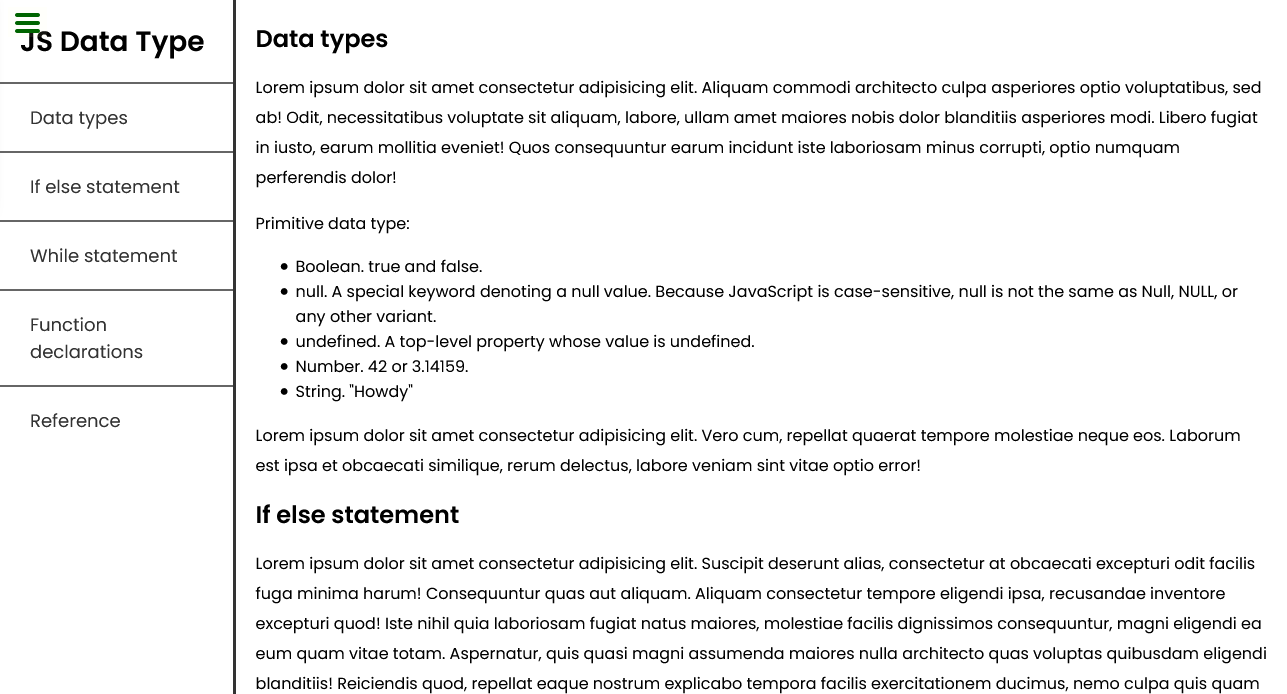 JS Data Type
Data types
If else statement
While statement
Function
declarations
Reference
Data types
Lorem ipsum dolor sit amet consectetur adipisicing elit. Aliquam commodi architecto culpa asperiores optio voluptatibus, sed
ab! Odit, necessitatibus voluptate sit aliquam, labore, ullam amet maiores nobis dolor blanditiis asperiores modi. Libero fugiat
in iusto, earum mollitia eveniet! Quos consequuntur earum incidunt iste laboriosam minus corrupti, optio numquam
perferendis dolor!
Primitive data type:
• Boolean. true and false.
• null. A special keyword denoting a null value. Because JavaScript is case-sensitive, null is not the same as Null, NULL, or
any other variant.
• undefined. A top-level property whose value is undefined.
• Number. 42 or 3.14159.
• String. "Howdy"
Lorem ipsum dolor sit amet consectetur adipisicing elit. Vero cum, repellat quaerat tempore molestiae neque eos. Laborum
est ipsa et obcaecati similique, rerum delectus, labore veniam sint vitae optio error!
If else statement
Lorem ipsum dolor sit amet consectetur adipisicing elit. Suscipit deserunt alias, consectetur at obcaecati excepturi odit facilis
fuga minima harum! Consequuntur quas aut aliquam. Aliquam consectetur tempore eligendi ipsa, recusandae inventore
excepturi quod! Iste nihil quia laboriosam fugiat natus maiores, molestiae facilis dignissimos consequuntur, magni eligendi ea
eum quam vitae totam. Aspernatur, quis quasi magni assumenda maiores nulla architecto quas voluptas quibusdam eligendi
blanditiis! Reiciendis quod, repellat eaque nostrum explicabo tempora facilis exercitationem ducimus, nemo culpa quis quam